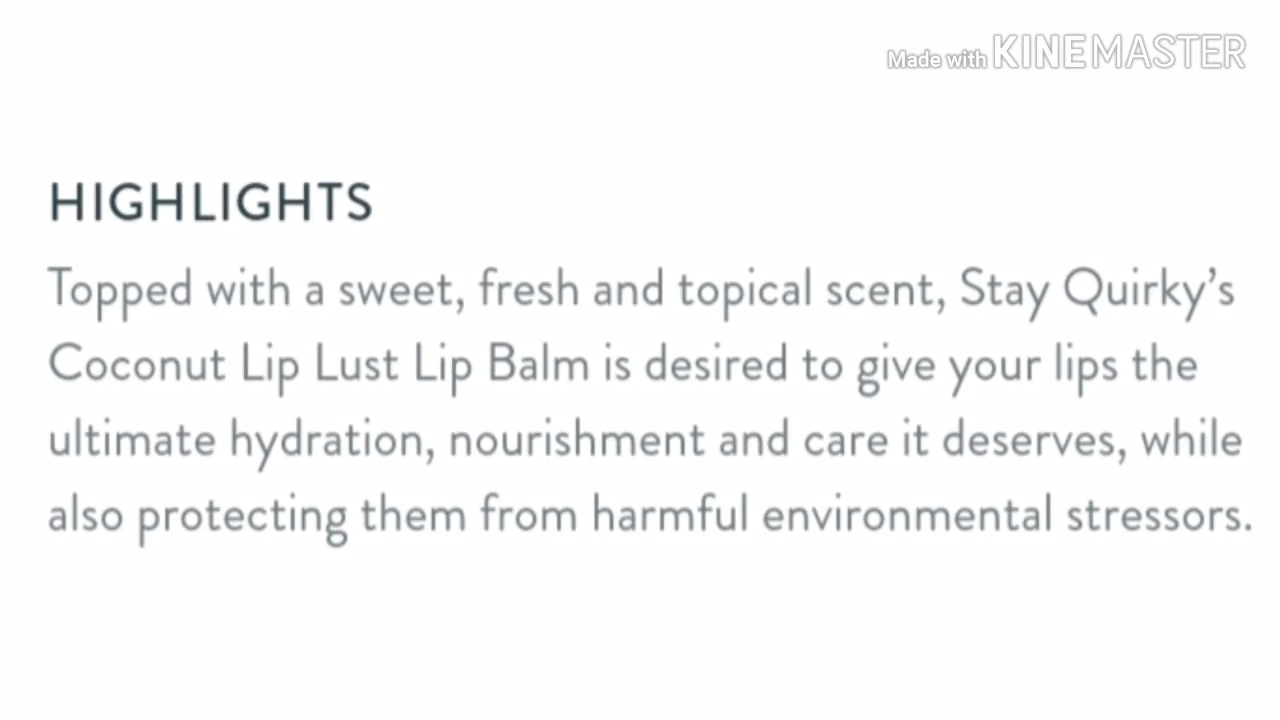 Made with KINEMASTER
HIGHLIGHTS
Topped with a sweet, fresh and topical scent, Stay Quirky's
Coconut Lip Lust Lip Balm is desired to give your lips the
ultimate hydration, nourishment and care it deserves, while
also protecting them from harmful environmental stressors.